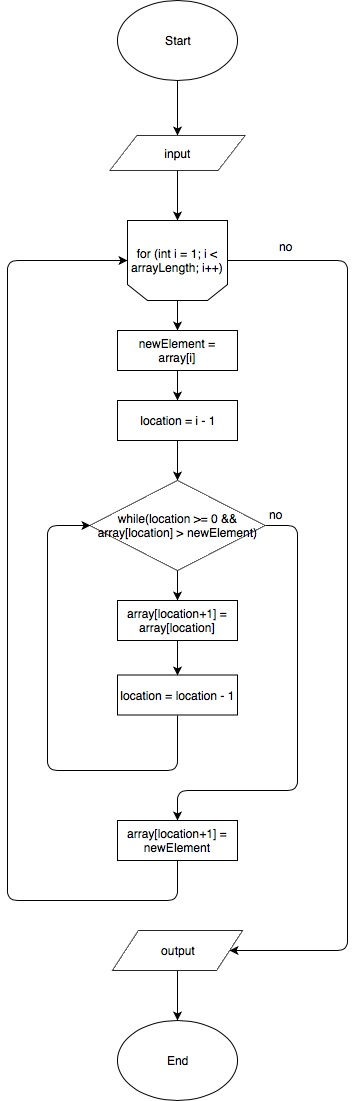 Start
input
for (int i = 1; i <
arrayLength; i++)
no
newElement =
array[i]
location = i - 1
while(location >= 0 &&
array[location] > newElement)
no
array[location+1] =
array[location]
location = location - 1
array[location+1] =
newElement
output
End